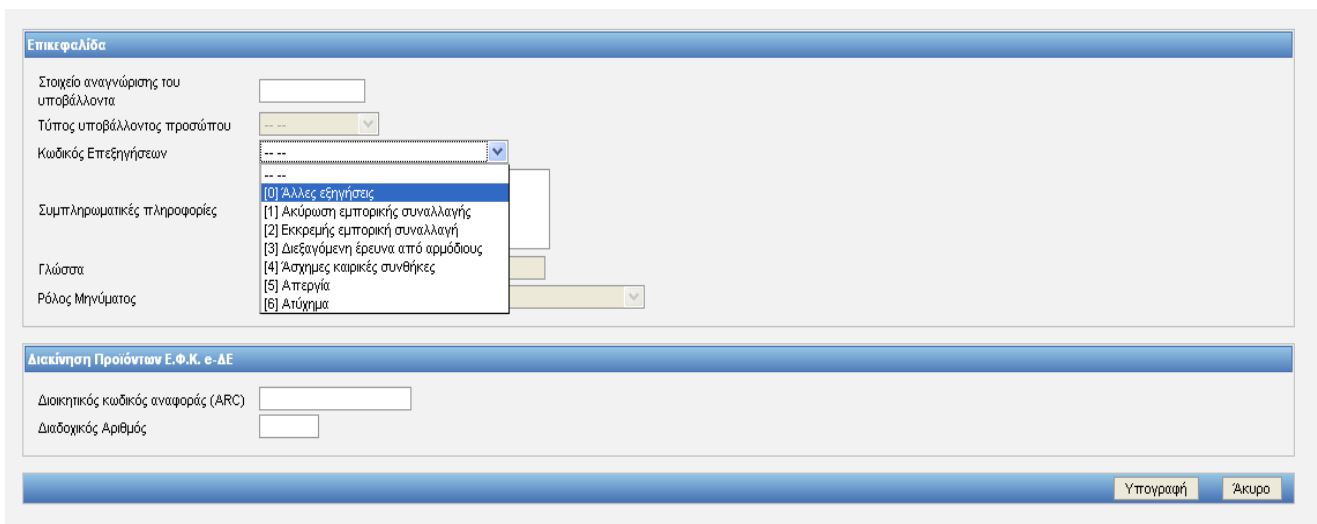 Επικεφαλίδα
Στοιχείο αναγνώρισης του
υποβάλλοντα
Τύπος υποβάλλοντος προσώπου
-- --
Κωδικός Επεξηγήσεων
-- --
-- --
[0] Άλλες εξηγήσεις
[1] Ακύρωση εμπορικής συναλλαγής
Συμπληρωματικές πληροφορίες
[2] Εκκρεμής εμπορική συναλλαγή
[3] Διεξαγόμενη έρευνα από αρμόδιους
[4] Άσχημες καιρικές συνθήκες
[5] Απεργία
[6] Ατύχημα
Γλώσσα
Ρόλος Μηνύματος
Διακίνηση Προϊόντων Ε.Φ.Κ. e-ΔΕ
Διοικητικός κωδικός αναφοράς (ARC)
Διαδοχικός Αριθμός
Υπογραφή Άκυρο